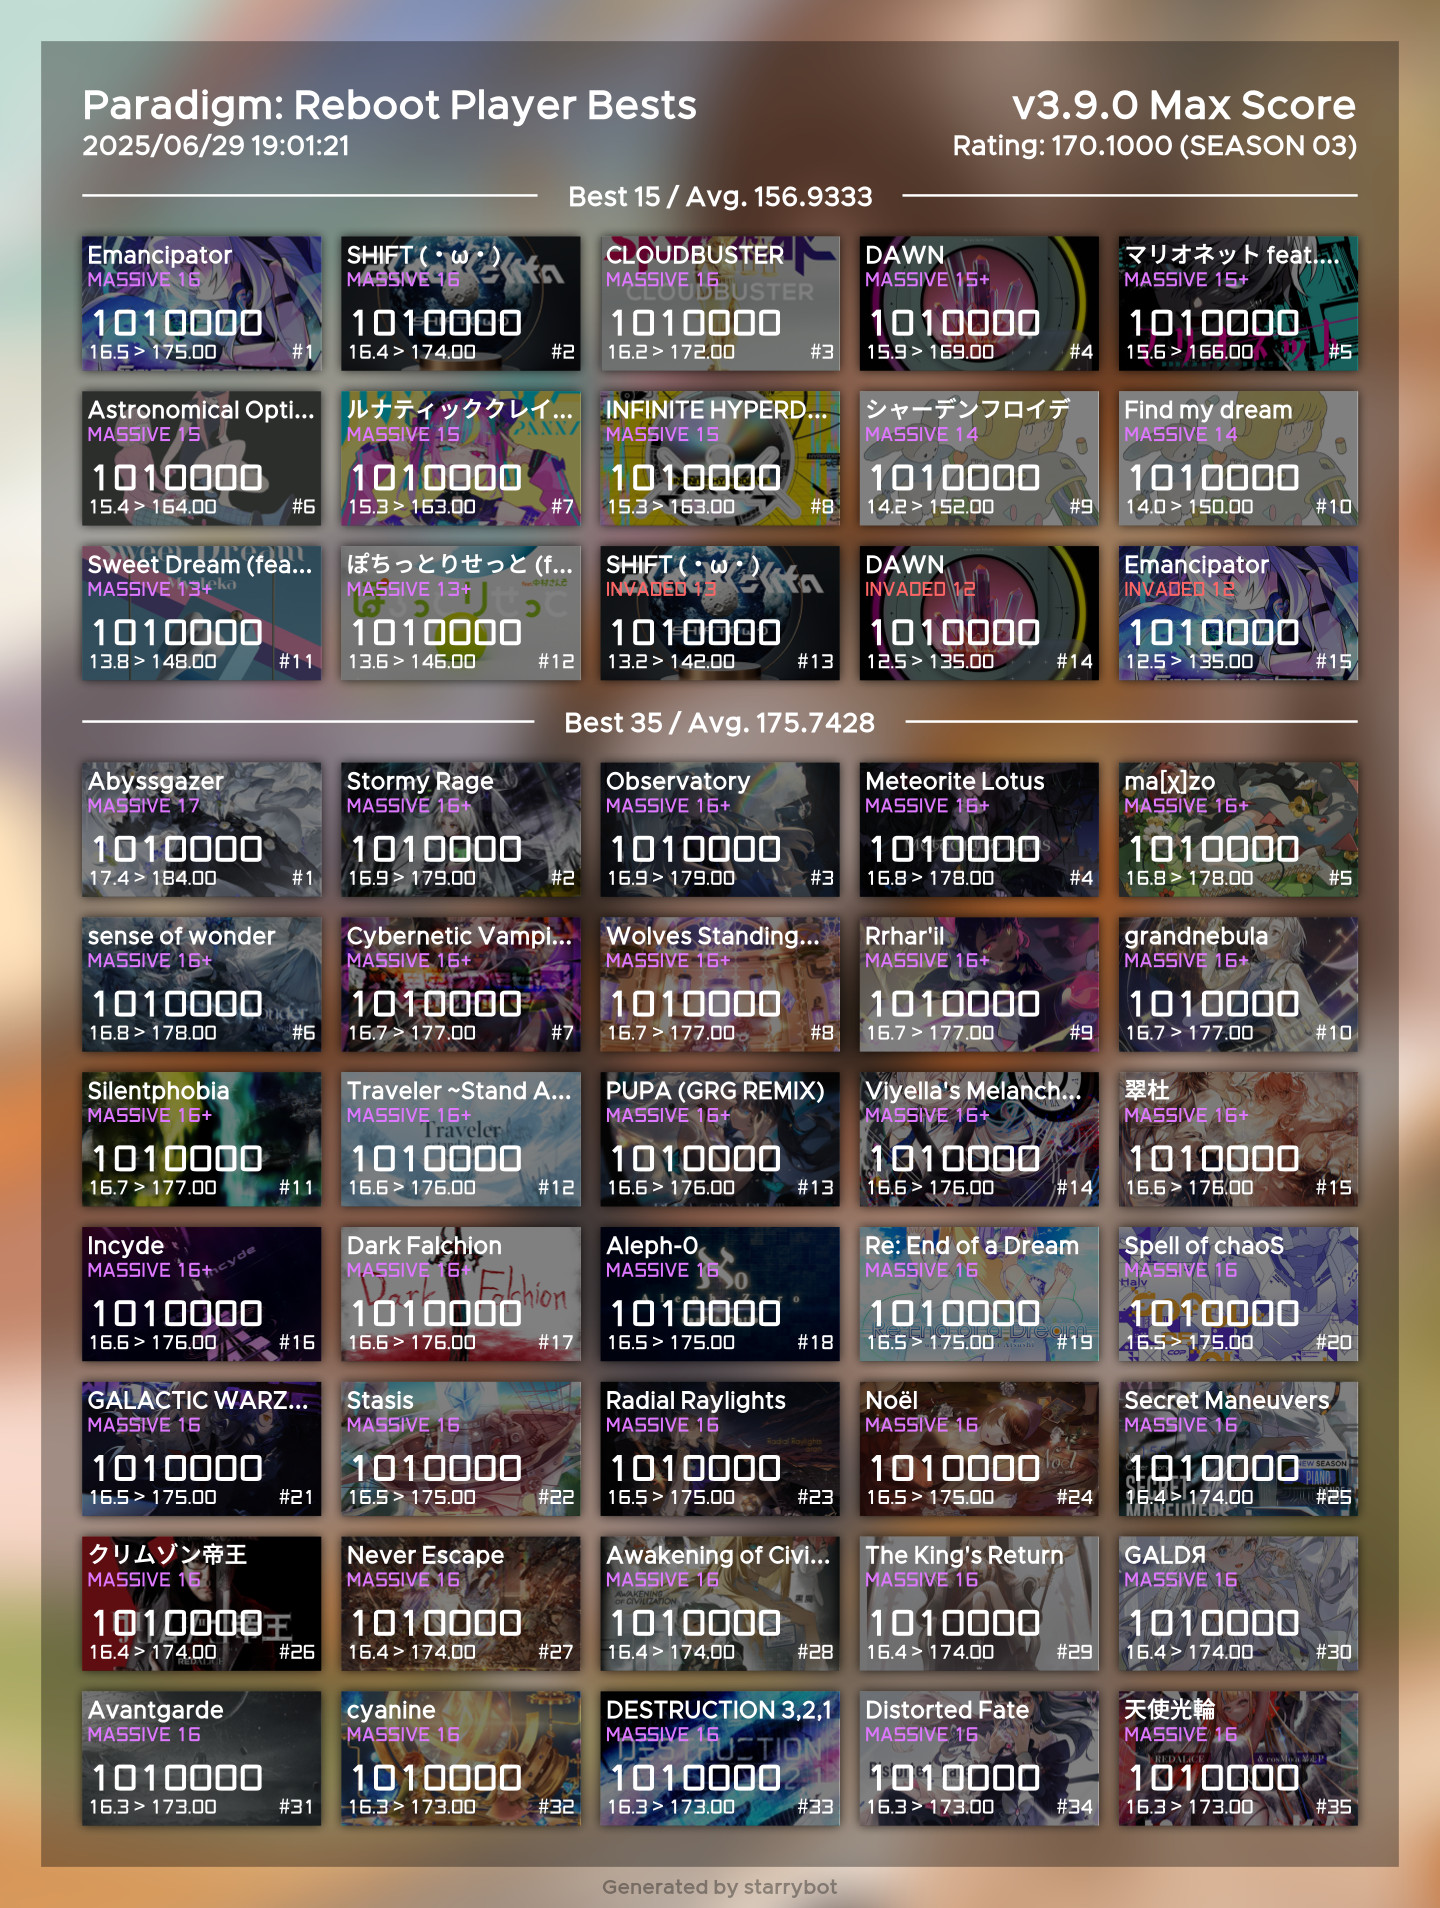 Paradigm: Reboot Player Bests
v3.9.0 Max Score
2025/06/29 19:01:21
Rating: 170.1000 (SEASON 03)
Best 15 / Avg. 156.9333
Emancipator
MASSIVE 16
1010000
16.5 > 175.00 #1
SHIFT (・ω・)
MASSIVE 16
1010000
16.4 > 174.00 #2
CLOUDBUSTER
MASSIVE 16
CLOUDBUSTER
1010000
16.2 > 172.00 #3
DAWN
MASSIVE 15+
1010000
15.9 > 169.00 #4
マリオネット feat....
MASSIVE 15+
1010000
15.6 > 166.00 #5
Astronomical Opti...
MASSIVE 15
1010000
15.4 > 164.00 #6
ルナティッククレイ...
MASSIVE 15
1010000
15.3 > 163.00 #7
INFINITE HYPERD...
MASSIVE 15
1010000
15.3 > 163.00 #8
シャーデンフロイデ
MASSIVE 14
1010000
14.2 > 152.00 #9
Find my dream
MASSIVE 14
1010000
14.0 > 150.00 #10
Sweet Dream (fea...
MASSIVE 13+
1010000
13.8 > 148.00 #11
ぽちっとりせっと (f...
MASSIVE 13+
1010000
13.6 > 146.00 #12
SHIFT (・ω・)
INVADED 13
1010000
13.2 > 142.00 #13
DAWN
INVADED 12
1010000
12.5 > 135.00 #14
Emancipator
INVADED 12
1010000
12.5 > 135.00 #15
Best 35 / Avg. 175.7428
Abyssgazer
MASSIVE 17
1010000
17.4 > 184.00 #1
Stormy Rage
MASSIVE 16+
1010000
16.9 > 179.00 #2
Observatory
MASSIVE 16+
1010000
16.9 > 179.00 #3
Meteorite Lotus
MASSIVE 16+
1010000
16.8 > 178.00 #4
ma[χ]zo
MASSIVE 16+
1010000
16.8 > 178.00 #5
sense of wonder
MASSIVE 16+
1010000
16.8 > 178.00 #6
Cybernetic Vampi...
MASSIVE 16+
1010000
16.7 > 177.00 #7
Wolves Standing...
MASSIVE 16+
1010000
16.7 > 177.00 #8
Rrhar'il
MASSIVE 16+
1010000
16.7 > 177.00 #9
grandnebula
MASSIVE 16+
1010000
16.7 > 177.00 #10
Silentphobia
MASSIVE 16+
1010000
16.7 > 177.00 #11
Traveler ~Stand A...
MASSIVE 16+
Traveler
1010000
16.6 > 176.00 #12
PUPA (GRG REMIX)
MASSIVE 16+
1010000
16.6 > 176.00 #13
Viyella's Melanch...
MASSIVE 16+
1010000
16.6 > 176.00 #14
翠杜
MASSIVE 16+
1010000
16.6 > 176.00 #15
Incyde
MASSIVE 16+
1010000
16.6 > 176.00 #16
Dark Falchion
MASSIVE 16+
Dark Falchion
1010000
16.6 > 176.00 #17
Aleph-0
MASSIVE 16
Aleph-Zero
1010000
16.5 > 175.00 #18
Re: End of a Dream
MASSIVE 16
1010000
16.5 > 175.00 #19
Spell of chaoS
MASSIVE 16
Halv
1010000
16.5 > 175.00 #20
GALACTIC WARZ...
MASSIVE 16
1010000
16.5 > 175.00 #21
Stasis
MASSIVE 16
1010000
16.5 > 175.00 #22
Radial Raylights
MASSIVE 16
Radial Raylights
1010000
16.5 > 175.00 #23
Noël
MASSIVE 16
1010000
16.5 > 175.00 #24
Secret Maneuvers
MASSIVE 16
NEW SEASON
1010000
PIANO
SECRET
16.4 > 174.00 #25
MANEUVERS
クリムゾン帝王
MASSIVE 16
1010000
16.4 > 174.00 #26
REDALiCE
Never Escape
MASSIVE 16
1010000
16.4 > 174.00 #27
Awakening of Civi...
MASSIVE 16
AWAKENING
OF CIVILIZATION
1010000
16.4 > 174.00 #28
The King's Return
MASSIVE 16
1010000
16.4 > 174.00 #29
GALDЯ
MASSIVE 16
1010000
16.4 > 174.00 #30
Avantgarde
MASSIVE 16
1010000
16.3 > 173.00 #31
cyanine
MASSIVE 16
1010000
16.3 > 173.00 #32
DESTRUCTION 3,2,1
MASSIVE 16
DESTRUCTION
1010000
16.3 > 173.00 #33
Distorted Fate
MASSIVE 16
1010000
16.3 > 173.00 #34
天使光輪
MASSIVE 16
REDALiCE & cosMo@暴走P
1010000
16.3 > 173.00 #35
Generated by starrybot